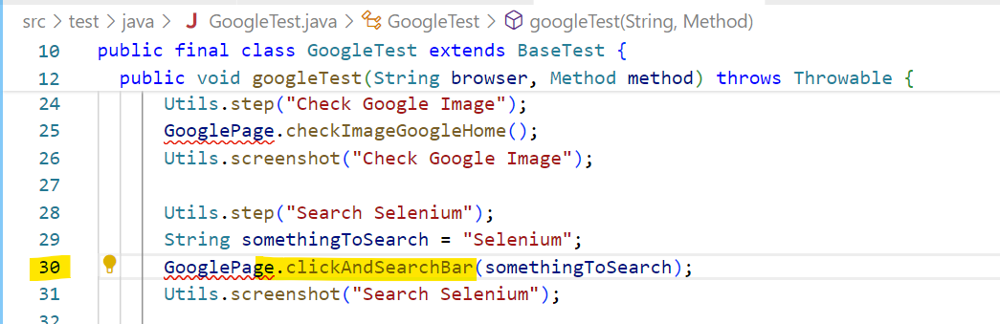 src > test > java > J GoogleTest.java > GoogleTest > googleTest(String, Method)
10 public final class GoogleTest extends BaseTest {
12 public void googleTest(String browser, Method method) throws Throwable {
24 Utils.step("Check Google Image");
25 GooglePage.checkImageGoogleHome();
26 Utils.screenshot("Check Google Image");
27
28 Utils.step("Search Selenium");
29 String somethingToSearch = "Selenium";
30 GooglePage.clickAndSearchBar(somethingToSearch);
31 Utils.screenshot("Search Selenium");
32